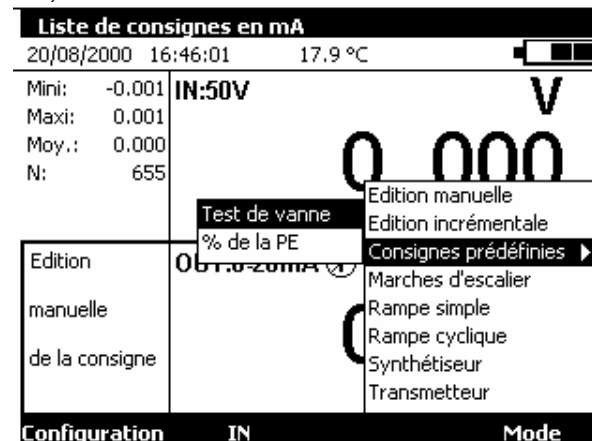 Liste de consignes en mA
20/08/2000 16:46:01 17.9 °C
Mini: -0.001
Maxi: 0.001
Moy.: 0.000
N: 655
IN:50V
V
0 000
Edition manuelle
Edition incrémentale
Consignes prédéfinies
Marches d'escalier
Rampe simple
Rampe cyclique
Synthétiseur
Transmetteur
Test de vanne
% de la PE
Edition
manuelle
de la consigne
Configuration IN Mode